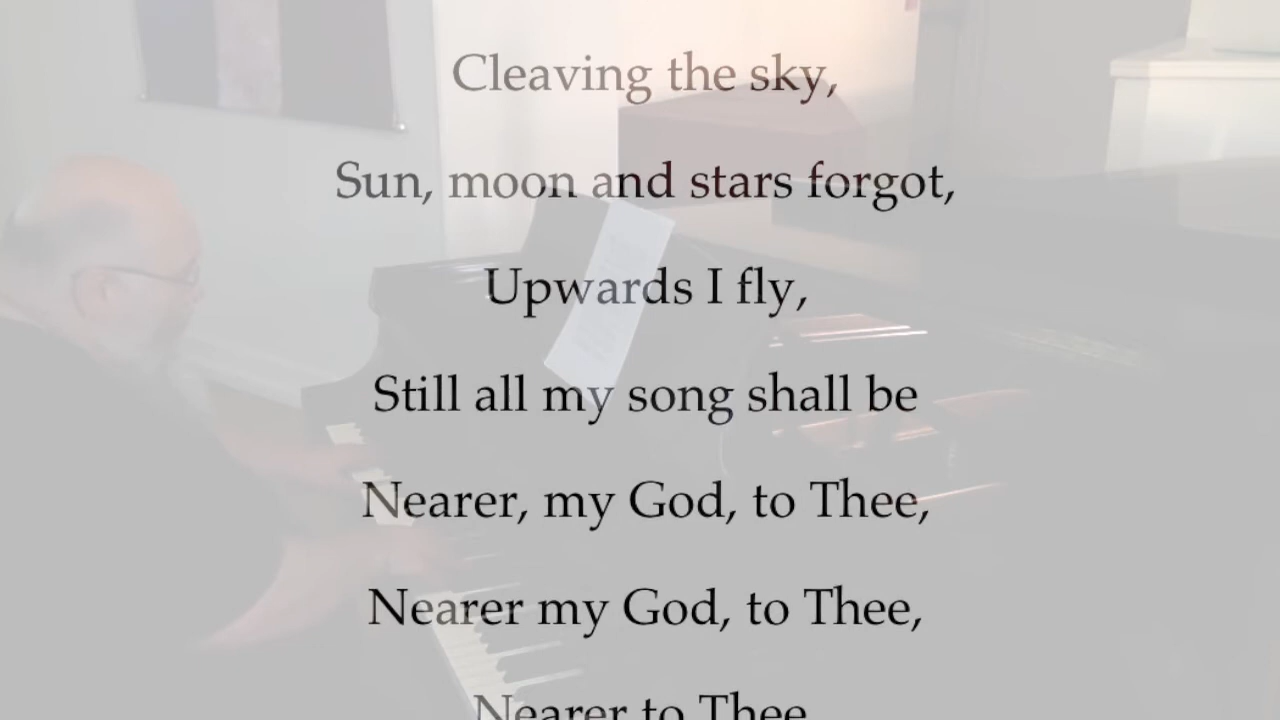 Cleaving the sky,
Sun, moon and stars forgot,
Upwards I fly,
Still all my song shall be
Nearer, my God, to Thee,
Nearer my God, to Thee,
Nearer to Thee